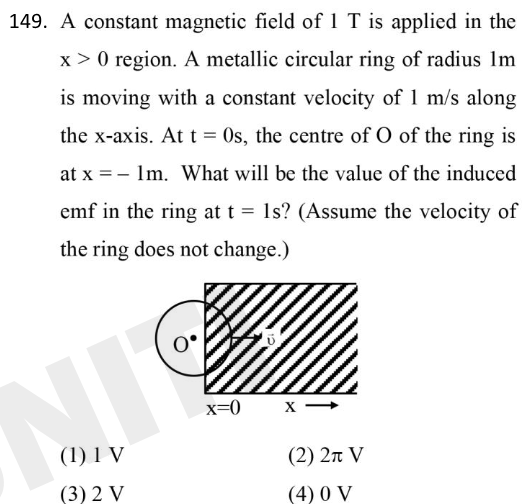 149. A constant magnetic field of 1 T is applied in the
x > 0 region. A metallic circular ring of radius 1m
is moving with a constant velocity of 1 m/s along
the x-axis. At t = 0s, the centre of O of the ring is
at x = – 1m. What will be the value of the induced
emf in the ring at t = 1s? (Assume the velocity of
the ring does not change.)
O
υ⃗
x=0 x
(1) 1 V (2) 2π V
(3) 2 V (4) 0 V